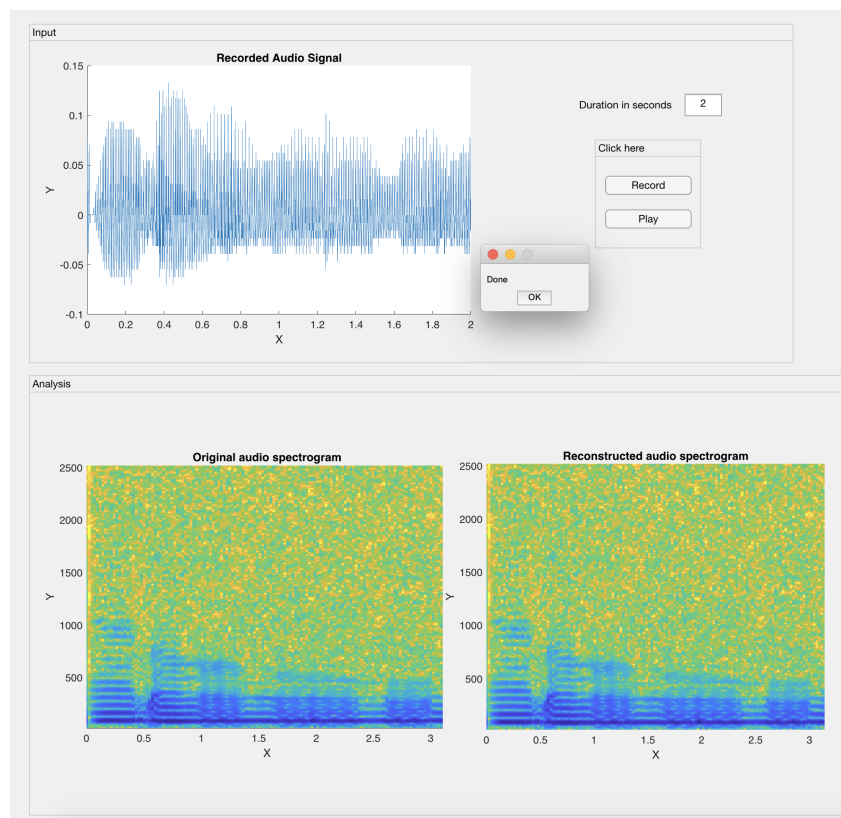 Input
Recorded Audio Signal
0.15
0.1
0.05
0
-0.05
-0.1
Y
0 0.2 0.4 0.6 0.8 1 1.2 1.4 1.6 1.8 2
X
Duration in seconds 2
Click here
Record
Play
Done
OK
Analysis
Original audio spectrogram
2500
2000
1500
1000
500
Y
0 0.5 1 1.5 2 2.5 3
X
Reconstructed audio spectrogram
2500
2000
1500
1000
500
Y
0 0.5 1 1.5 2 2.5 3
X